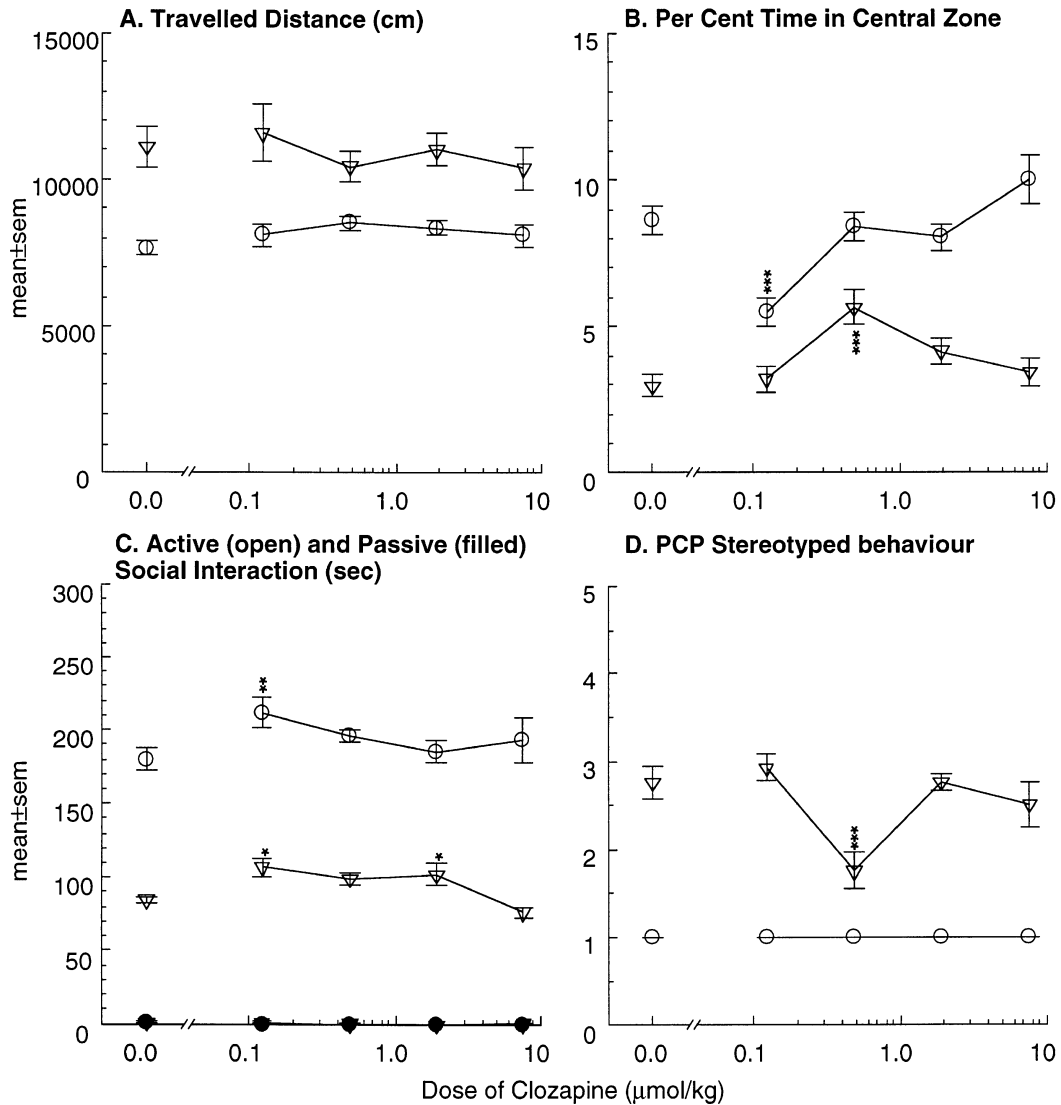 A. Travelled Distance (cm)
15000
10000
5000
0
mean±sem
0.0 0.1 1.0 10
B. Per Cent Time in Central Zone
15
10
5
0
***
***
0.0 0.1 1.0 10
C. Active (open) and Passive (filled)
Social Interaction (sec)
300
250
200
150
100
50
0
mean±sem
**
*
*
0.0 0.1 1.0 10
D. PCP Stereotyped behaviour
5
4
3
2
1
0
***
0.0 0.1 1.0 10
Dose of Clozapine (μmol/kg)